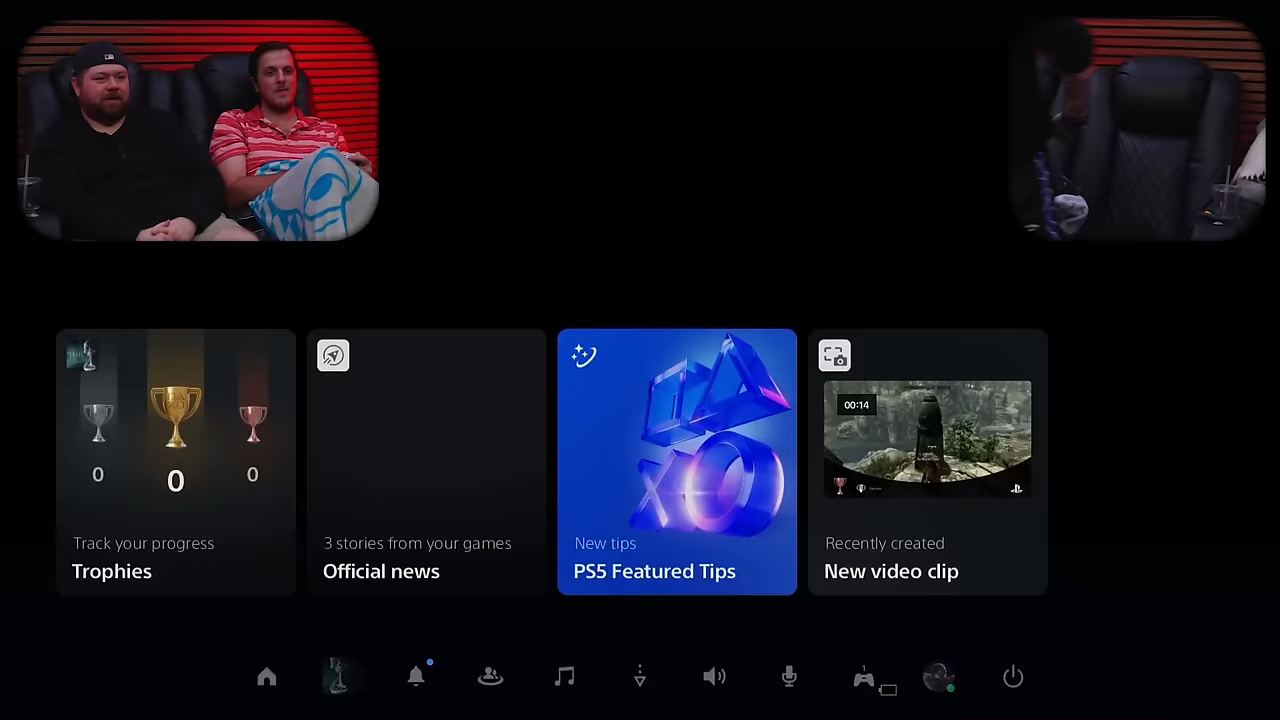 0
0
0
Track your progress
Trophies
3 stories from your games
Official news
New tips
PS5 Featured Tips
00:14
Recently created
New video clip
1